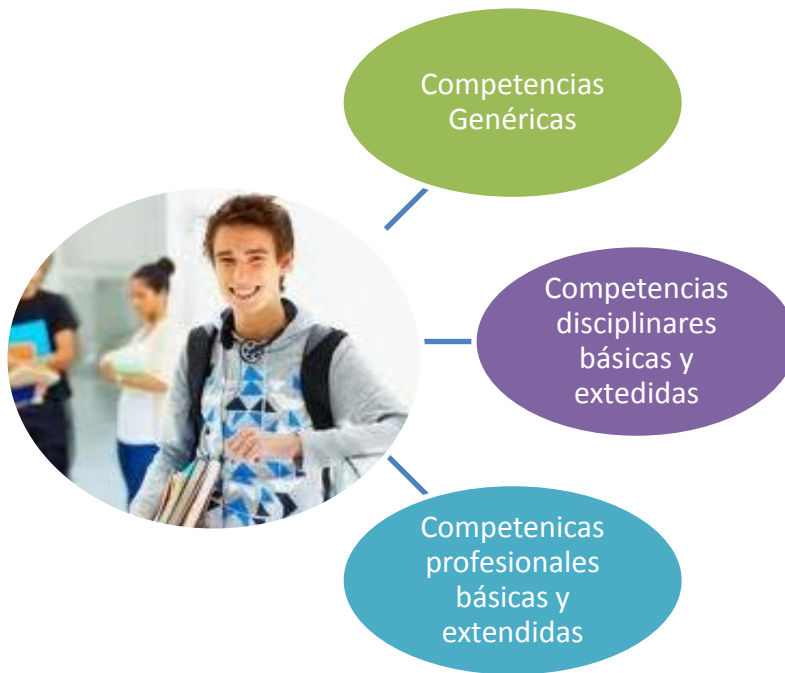 Competencias
Genéricas
Competencias
disciplinares
básicas y
extedidas
Competenicas
profesionales
básicas y
extendidas